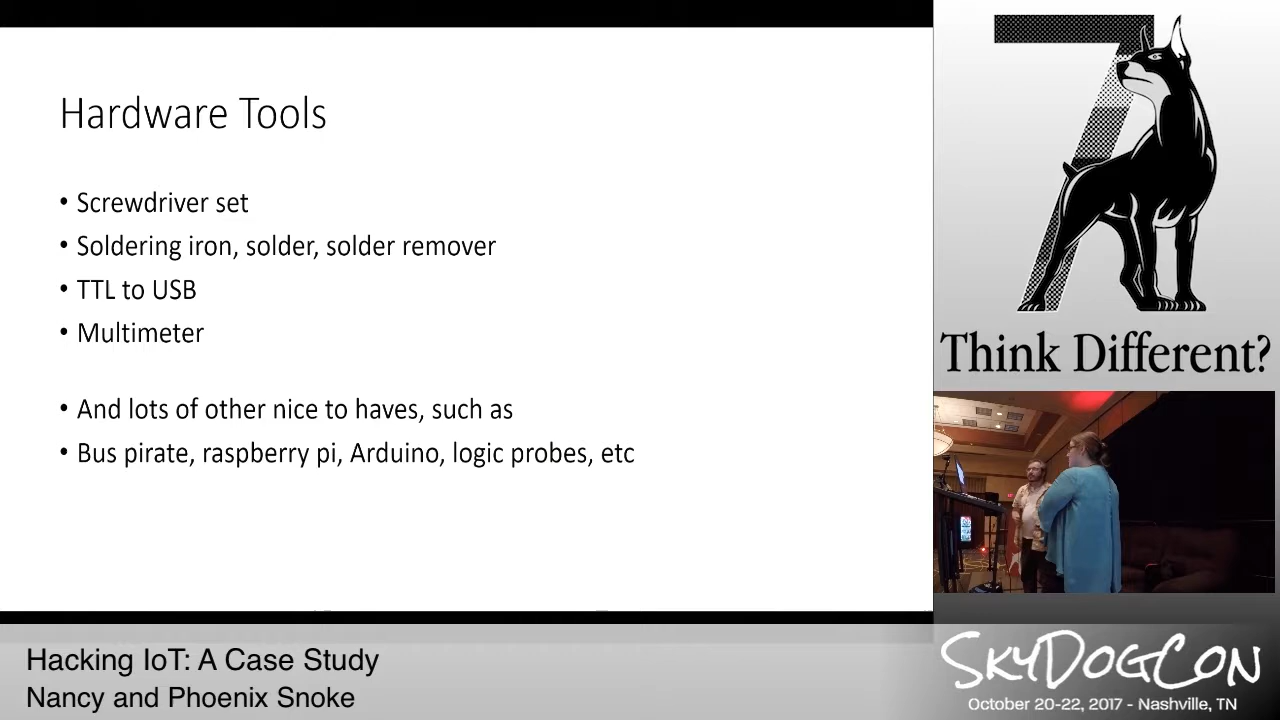 Hardware Tools
• Screwdriver set
• Soldering iron, solder, solder remover
• TTL to USB
• Multimeter
• And lots of other nice to haves, such as
• Bus pirate, raspberry pi, Arduino, logic probes, etc
7
Think Different?
Hacking IoT: A Case Study
Nancy and Phoenix Snoke
SKYDOGCON
October 20-22, 2017 - Nashville, TN